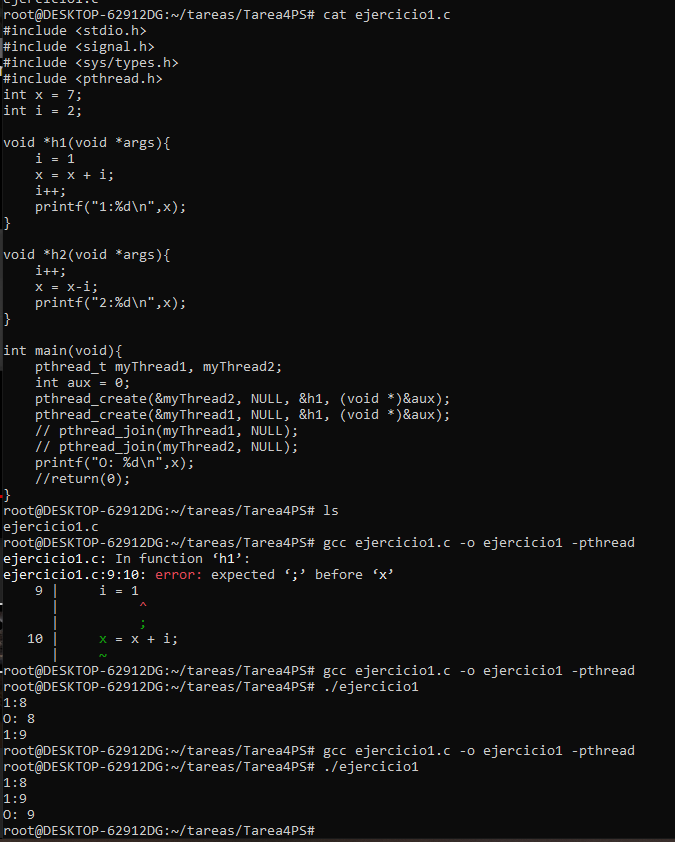 ejercicio1.c
root@DESKTOP-62912DG:~/tareas/Tarea4PS# cat ejercicio1.c
#include <stdio.h>
#include <signal.h>
#include <sys/types.h>
#include <pthread.h>
int x = 7;
int i = 2;
void *h1(void *args){
i = 1
x = x + i;
i++;
printf("1:%d\n",x);
}
void *h2(void *args){
i++;
x = x-i;
printf("2:%d\n",x);
}
int main(void){
pthread_t myThread1, myThread2;
int aux = 0;
pthread_create(&myThread2, NULL, &h1, (void *)&aux);
pthread_create(&myThread1, NULL, &h1, (void *)&aux);
// pthread_join(myThread1, NULL);
// pthread_join(myThread2, NULL);
printf("O: %d\n",x);
//return(0);
}
root@DESKTOP-62912DG:~/tareas/Tarea4PS# ls
ejercicio1.c
root@DESKTOP-62912DG:~/tareas/Tarea4PS# gcc ejercicio1.c -o ejercicio1 -pthread
ejercicio1.c: In function ‘h1’:
ejercicio1.c:9:10: error: expected ‘;’ before ‘x’
9 | i = 1
| ^
| ;
10 | x = x + i;
| ~
root@DESKTOP-62912DG:~/tareas/Tarea4PS# gcc ejercicio1.c -o ejercicio1 -pthread
root@DESKTOP-62912DG:~/tareas/Tarea4PS# ./ejercicio1
1:8
O: 8
1:9
root@DESKTOP-62912DG:~/tareas/Tarea4PS# gcc ejercicio1.c -o ejercicio1 -pthread
root@DESKTOP-62912DG:~/tareas/Tarea4PS# ./ejercicio1
1:8
1:9
O: 9
root@DESKTOP-62912DG:~/tareas/Tarea4PS#